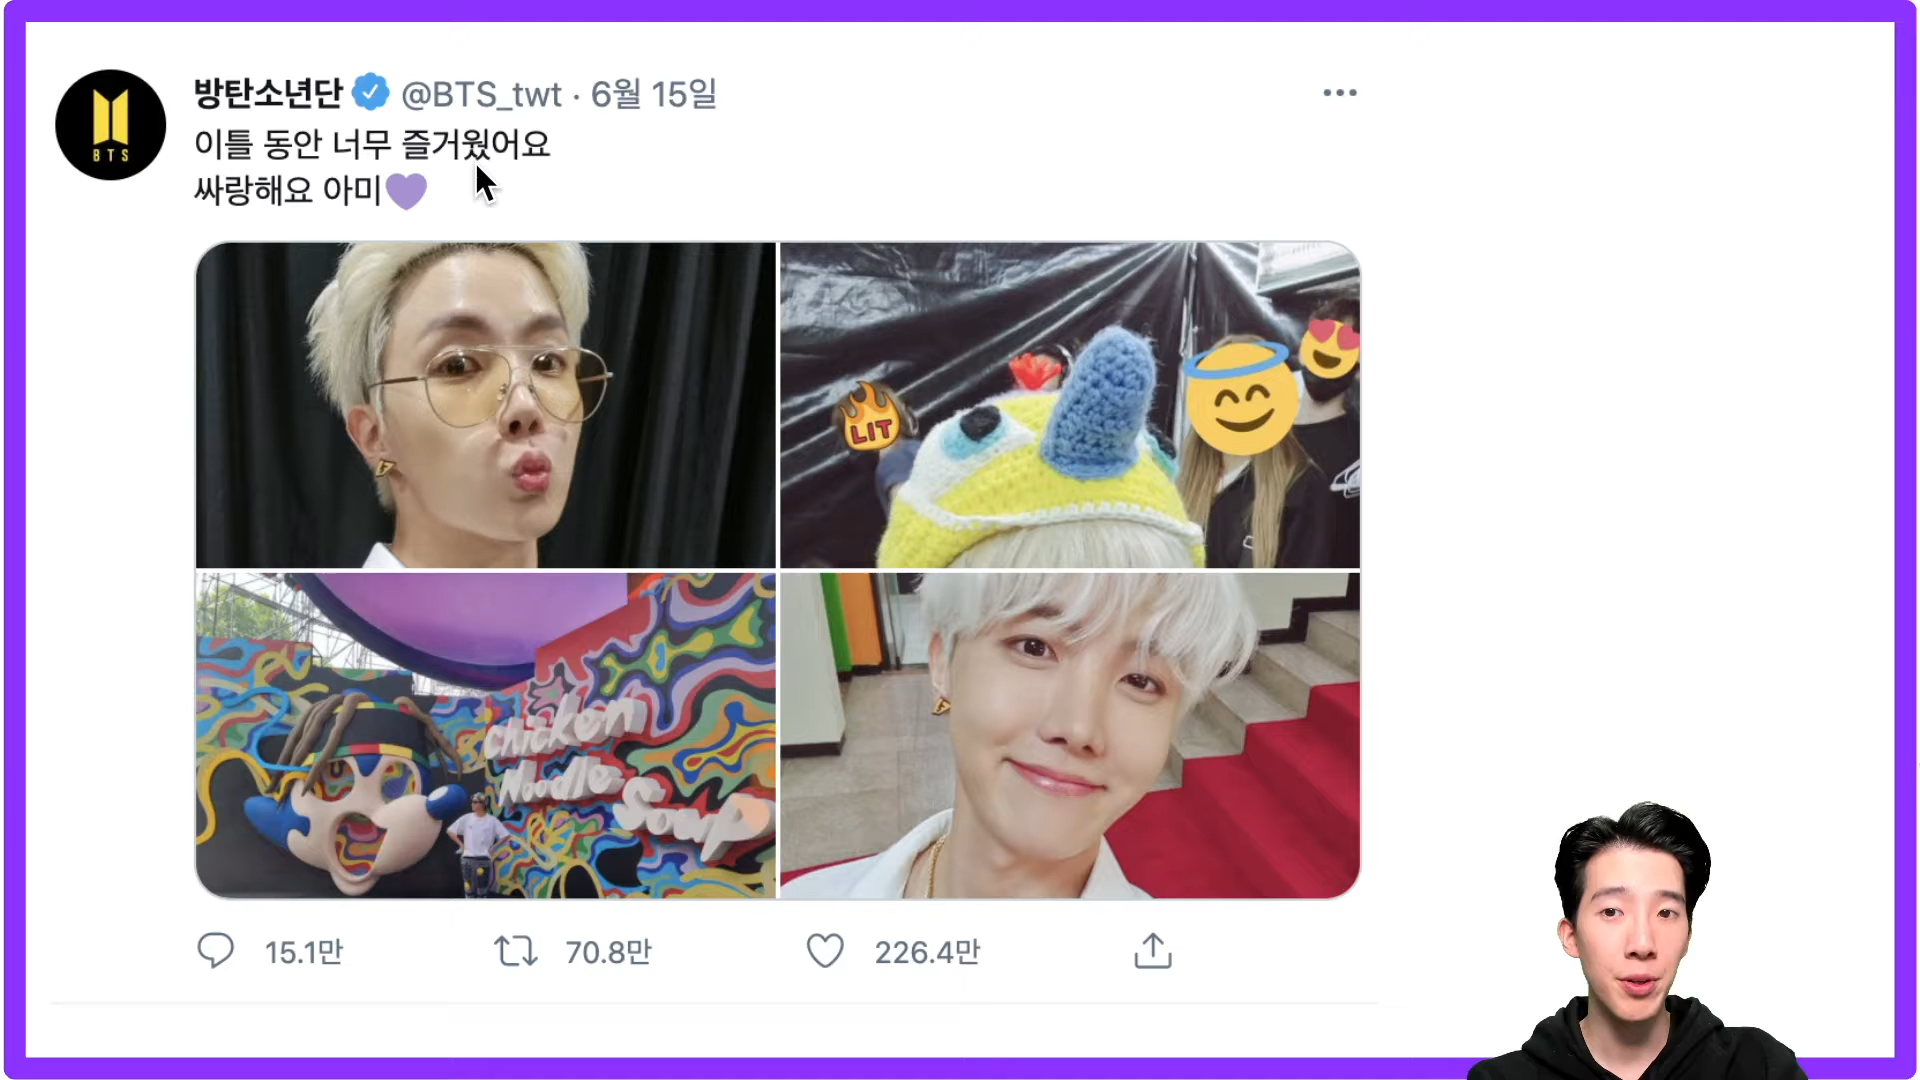 방탄소년단 @BTS_twt · 6월 15일
이틀 동안 너무 즐거웠어요
싸랑해요 아미💜
BTS
LIT
chicken
Noodle
Soup
15.1만 70.8만 226.4만